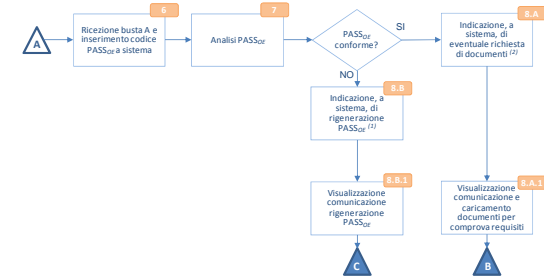 A
6
Ricezione busta A e
inserimento codice
PASSOE a sistema
7
Analisi PASSOE
PASSOE
conforme?
SI
8.A
Indicazione, a
sistema, di
eventuale richiesta
di documenti (2)
NO
8.B
Indicazione, a
sistema, di
rigenerazione
PASSOE (1)
8.B.1
Visualizzazione
comunicazione
rigenerazione
PASSOE
8.A.1
Visualizzazione
comunicazione e
caricamento
documenti per
comprova requisiti
C
B